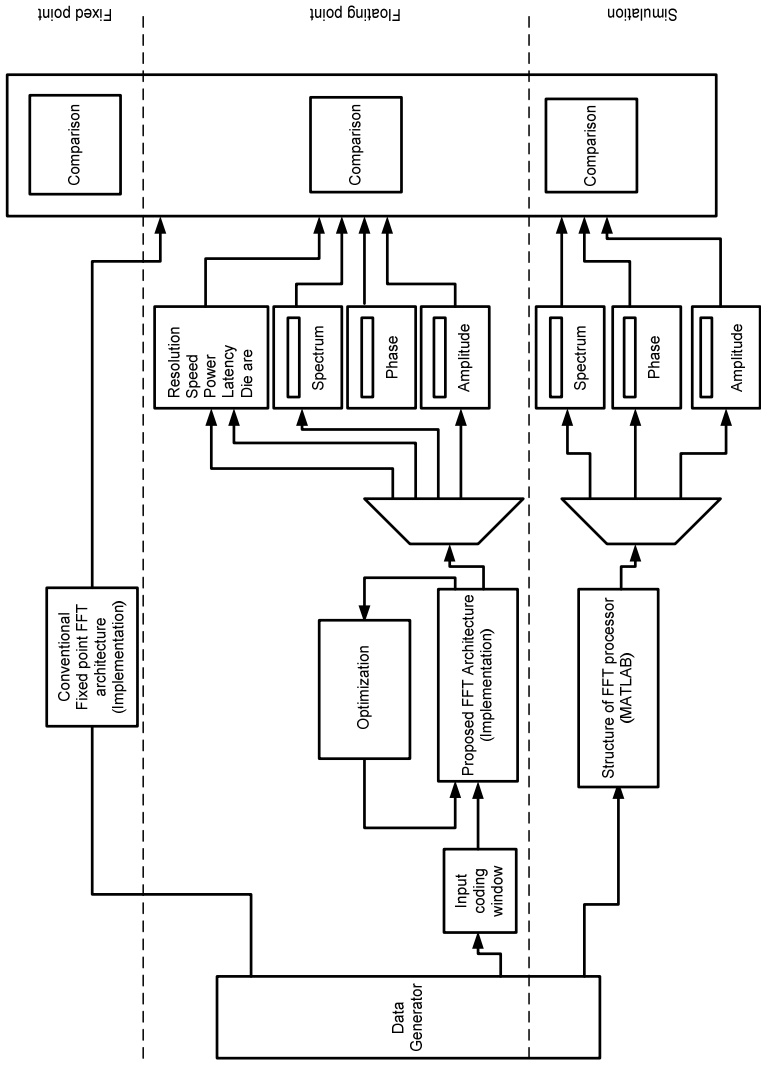 Fixed point
Floating point
Simulation
Comparison
Comparison
Comparison
Resolution
Speed
Power
Latency
Die are
Spectrum
Phase
Amplitude
Spectrum
Phase
Amplitude
Conventional
Fixed point FFT
architecture
(Implementation)
Optimization
Proposed FFT Architecture
(Implementation)
Structure of FFT processor
(MATLAB)
Input
coding
window
Data
Generator